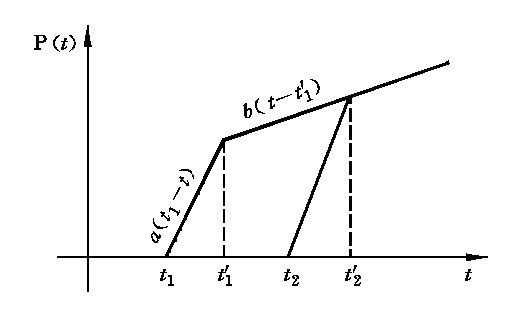 P(t)
b(t−t′₁)
a(t₁−t)
t₁ t′₁ t₂ t′₂ t